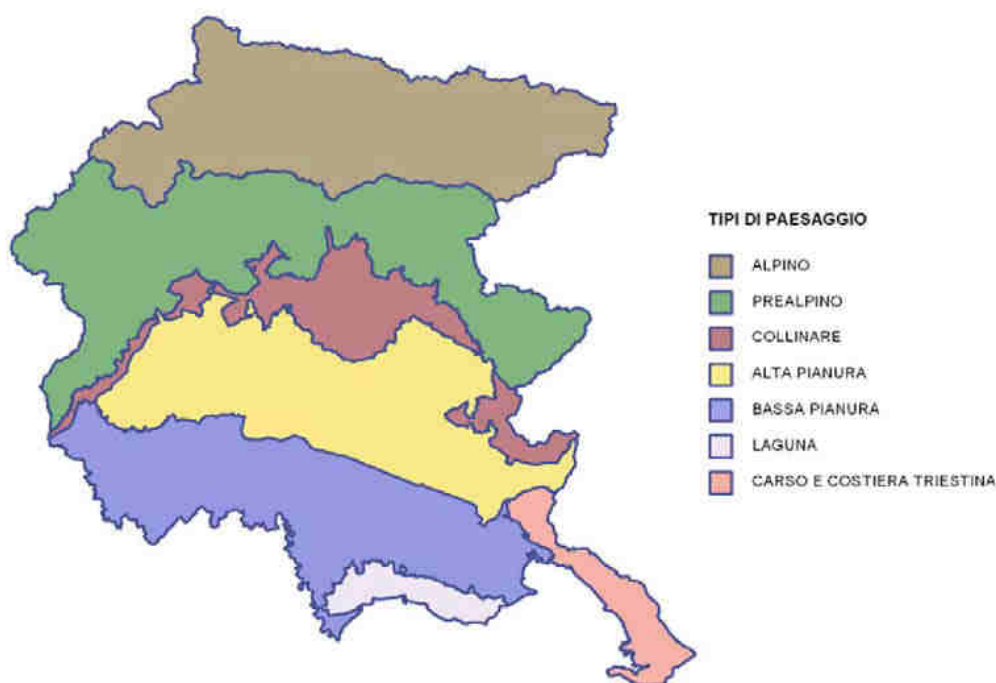 TIPI DI PAESAGGIO
ALPINO
PREALPINO
COLLINARE
ALTA PIANURA
BASSA PIANURA
LAGUNA
CARSO E COSTIERA TRIESTINA